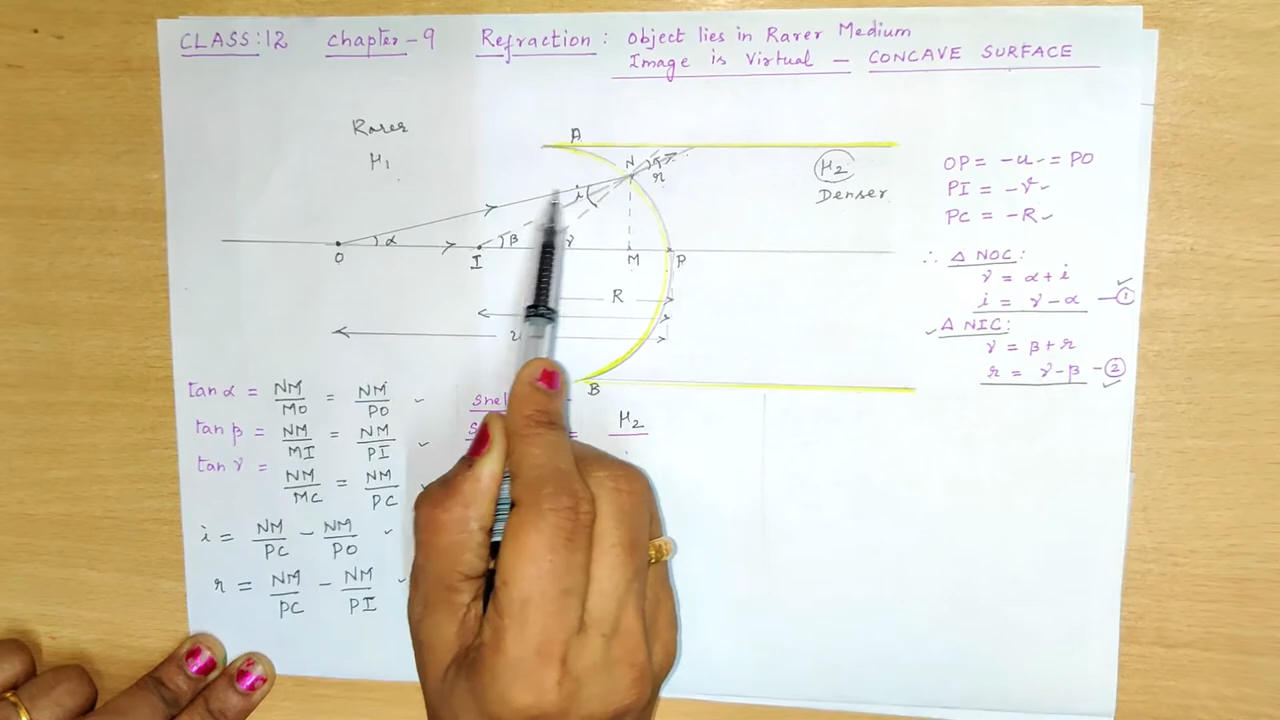 CLASS:12 Chapter-9 Refraction: Object lies in Rarer Medium
Image is Virtual — CONCAVE SURFACE
Rarer
μ1
A
N
i
r
μ2
Denser
α
β
γ
O
I
M
P
R
u
B
OP = -u = PO
PI = -v
PC = -R
∴ Δ NOC:
γ = α + i
i = γ - α — ①
Δ NIC:
γ = β + r
r = γ - β - ②
tan α = NM/MO = NM/PO
tan β = NM/MI = NM/PI
tan γ = NM/MC = NM/PC
i = NM/PC - NM/PO
r = NM/PC - NM/PI
= μ2